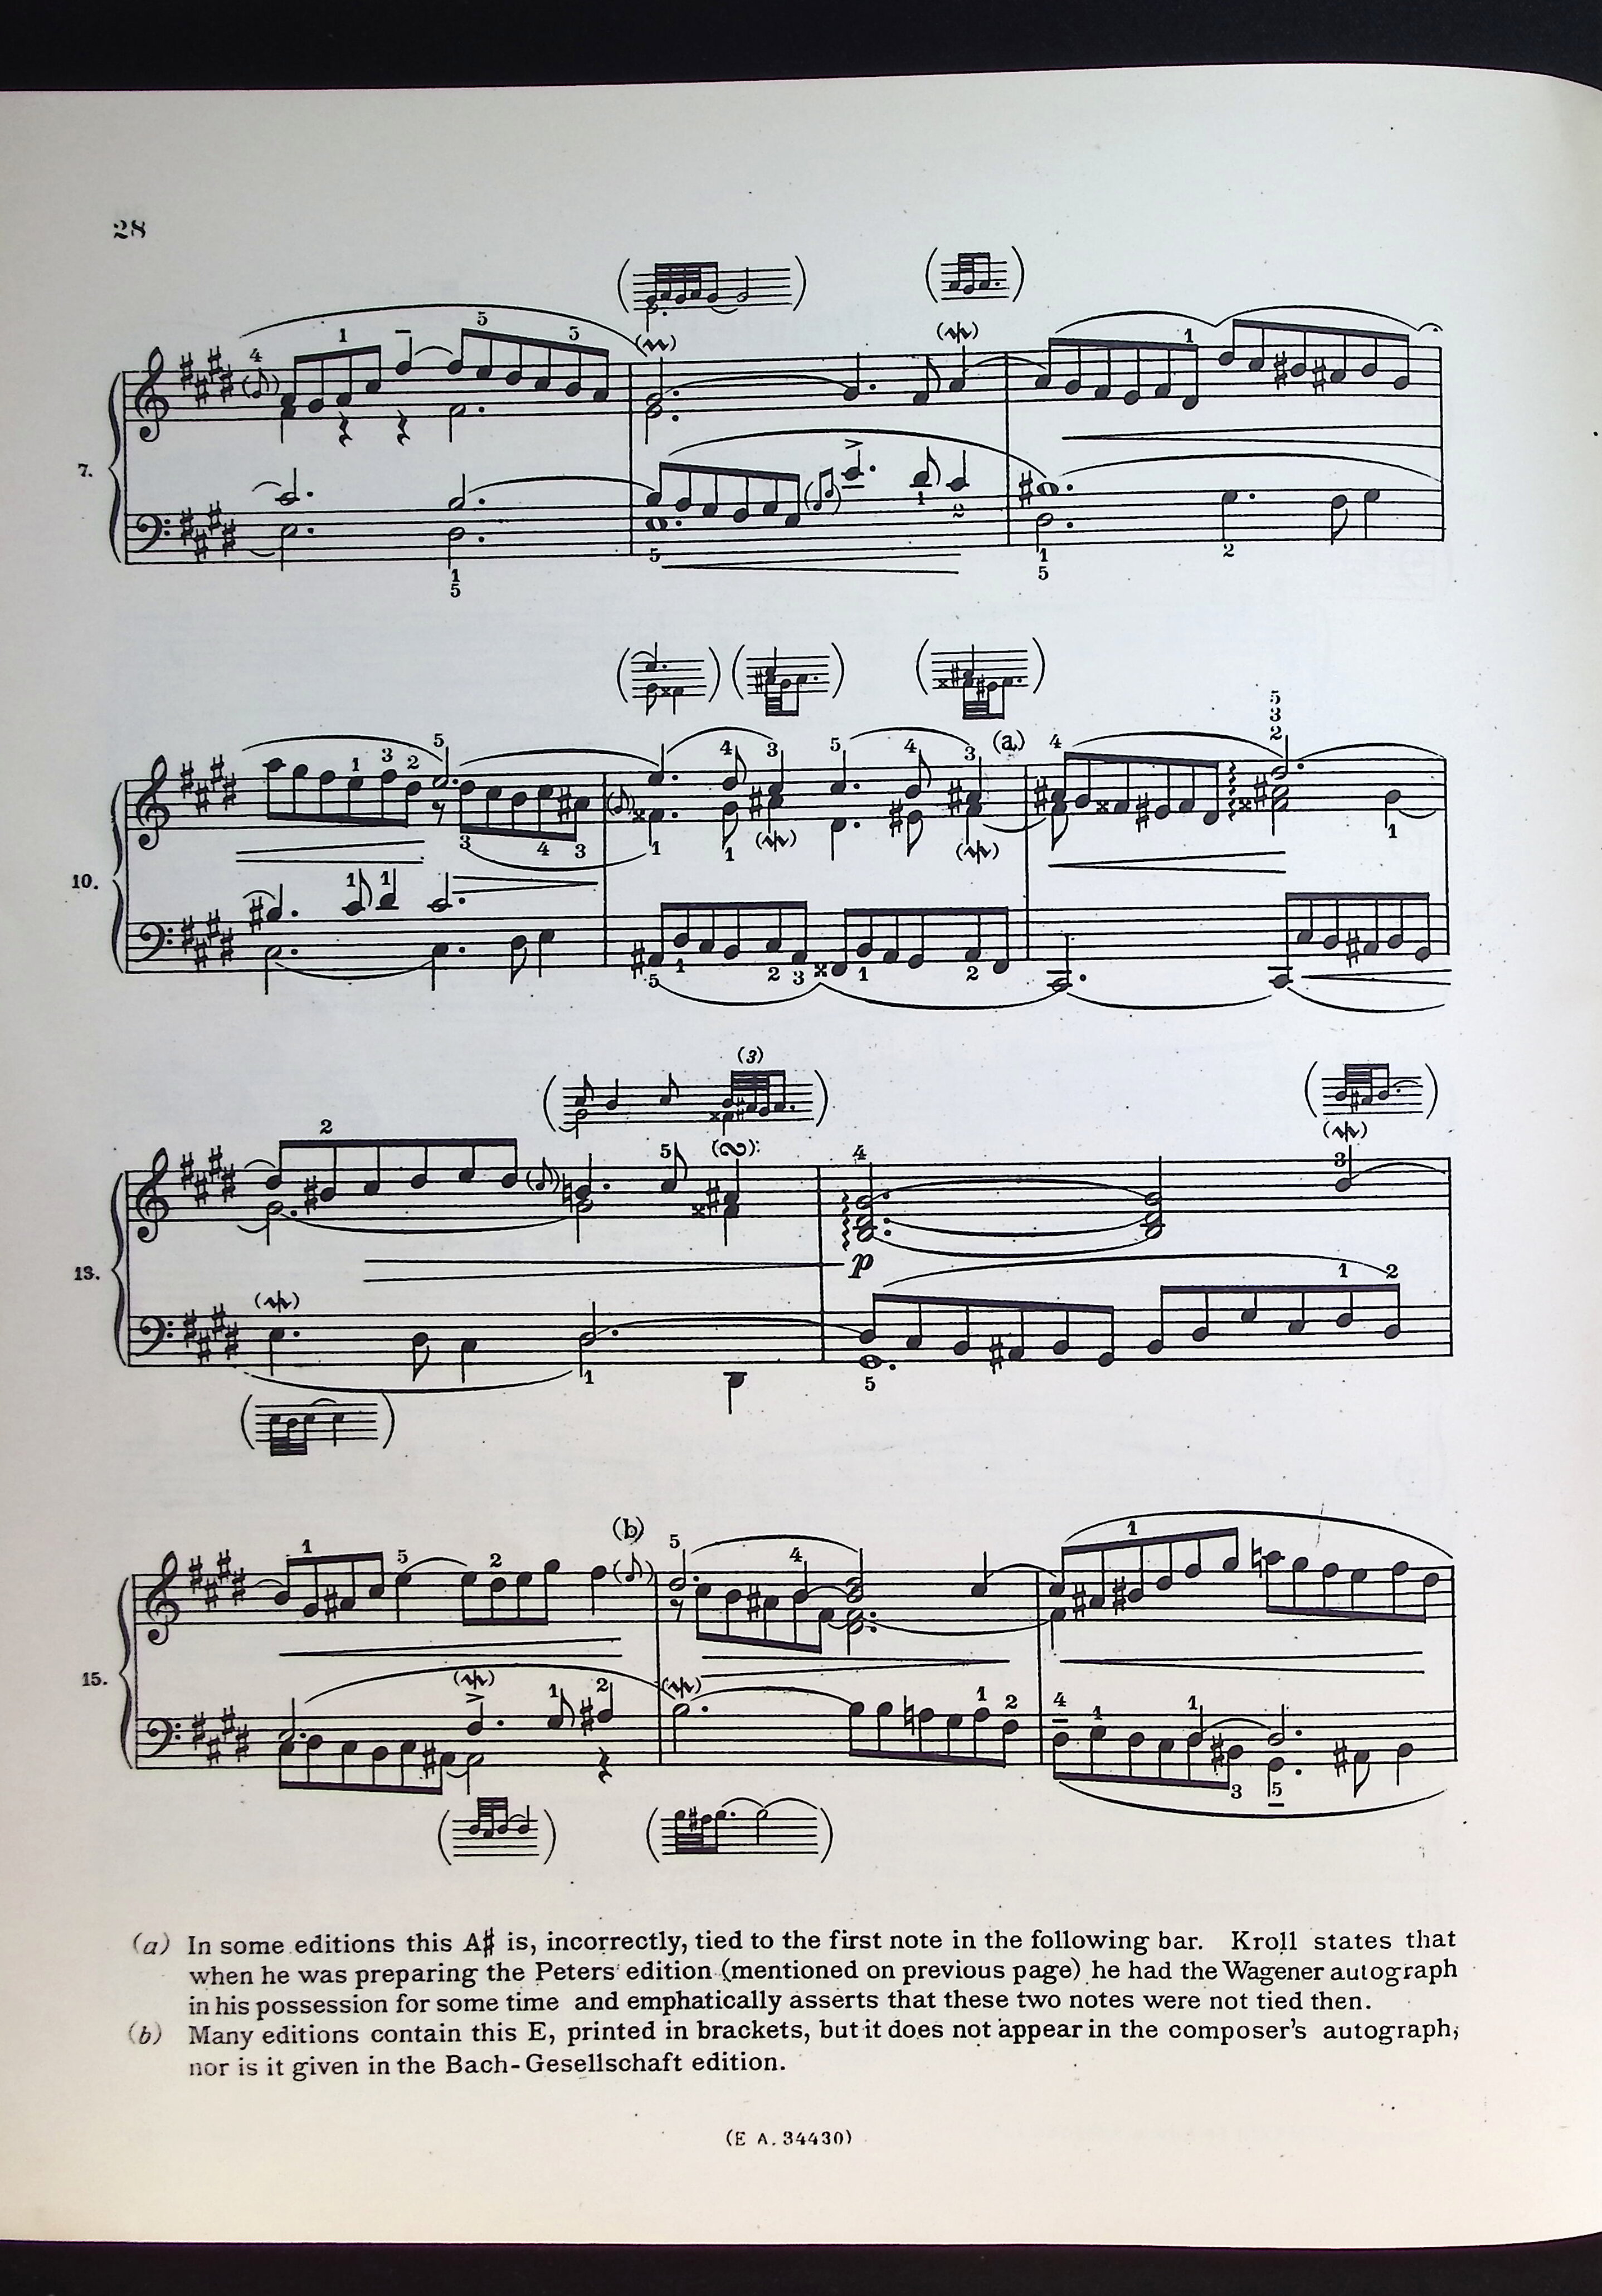 28
(a)
(b)
7.
10.
13.
p
15.
(a) In some editions this A♯ is, incorrectly, tied to the first note in the following bar. Kroll states that
when he was preparing the Peters edition (mentioned on previous page) he had the Wagener autograph
in his possession for some time and emphatically asserts that these two notes were not tied then.
(b) Many editions contain this E, printed in brackets, but it does not appear in the composer's autograph,
nor is it given in the Bach-Gesellschaft edition.
(E A. 34430)